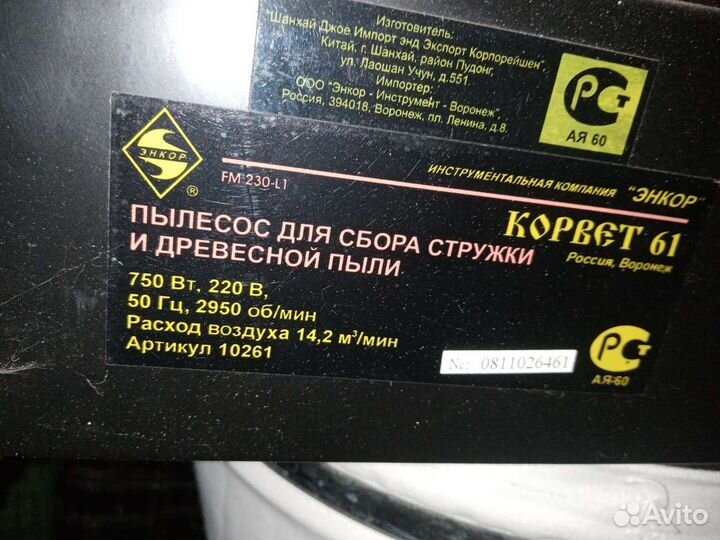 Изготовитель:
"Шанхай Джое Импорт энд Экспорт Корпорейшен",
Китай, г. Шанхай, район Пудонг,
ул. Лаошан Учун, д.551.
Импортер:
ООО "Энкор - Инструмент - Воронеж",
Россия, 394018, Воронеж, пл. Ленина, д.8.
РСТ
АЯ 60
ЭНКОР
®
FM 230-L1
ИНСТРУМЕНТАЛЬНАЯ КОМПАНИЯ "ЭНКОР"
КОРВЕТ 61
Россия, Воронеж
ПЫЛЕСОС ДЛЯ СБОРА СТРУЖКИ
И ДРЕВЕСНОЙ ПЫЛИ
750 Вт, 220 В,
50 Гц, 2950 об/мин
Расход воздуха 14,2 м³/мин
Артикул 10261
№: 0811026461
РСТ
АЯ-60
Avito